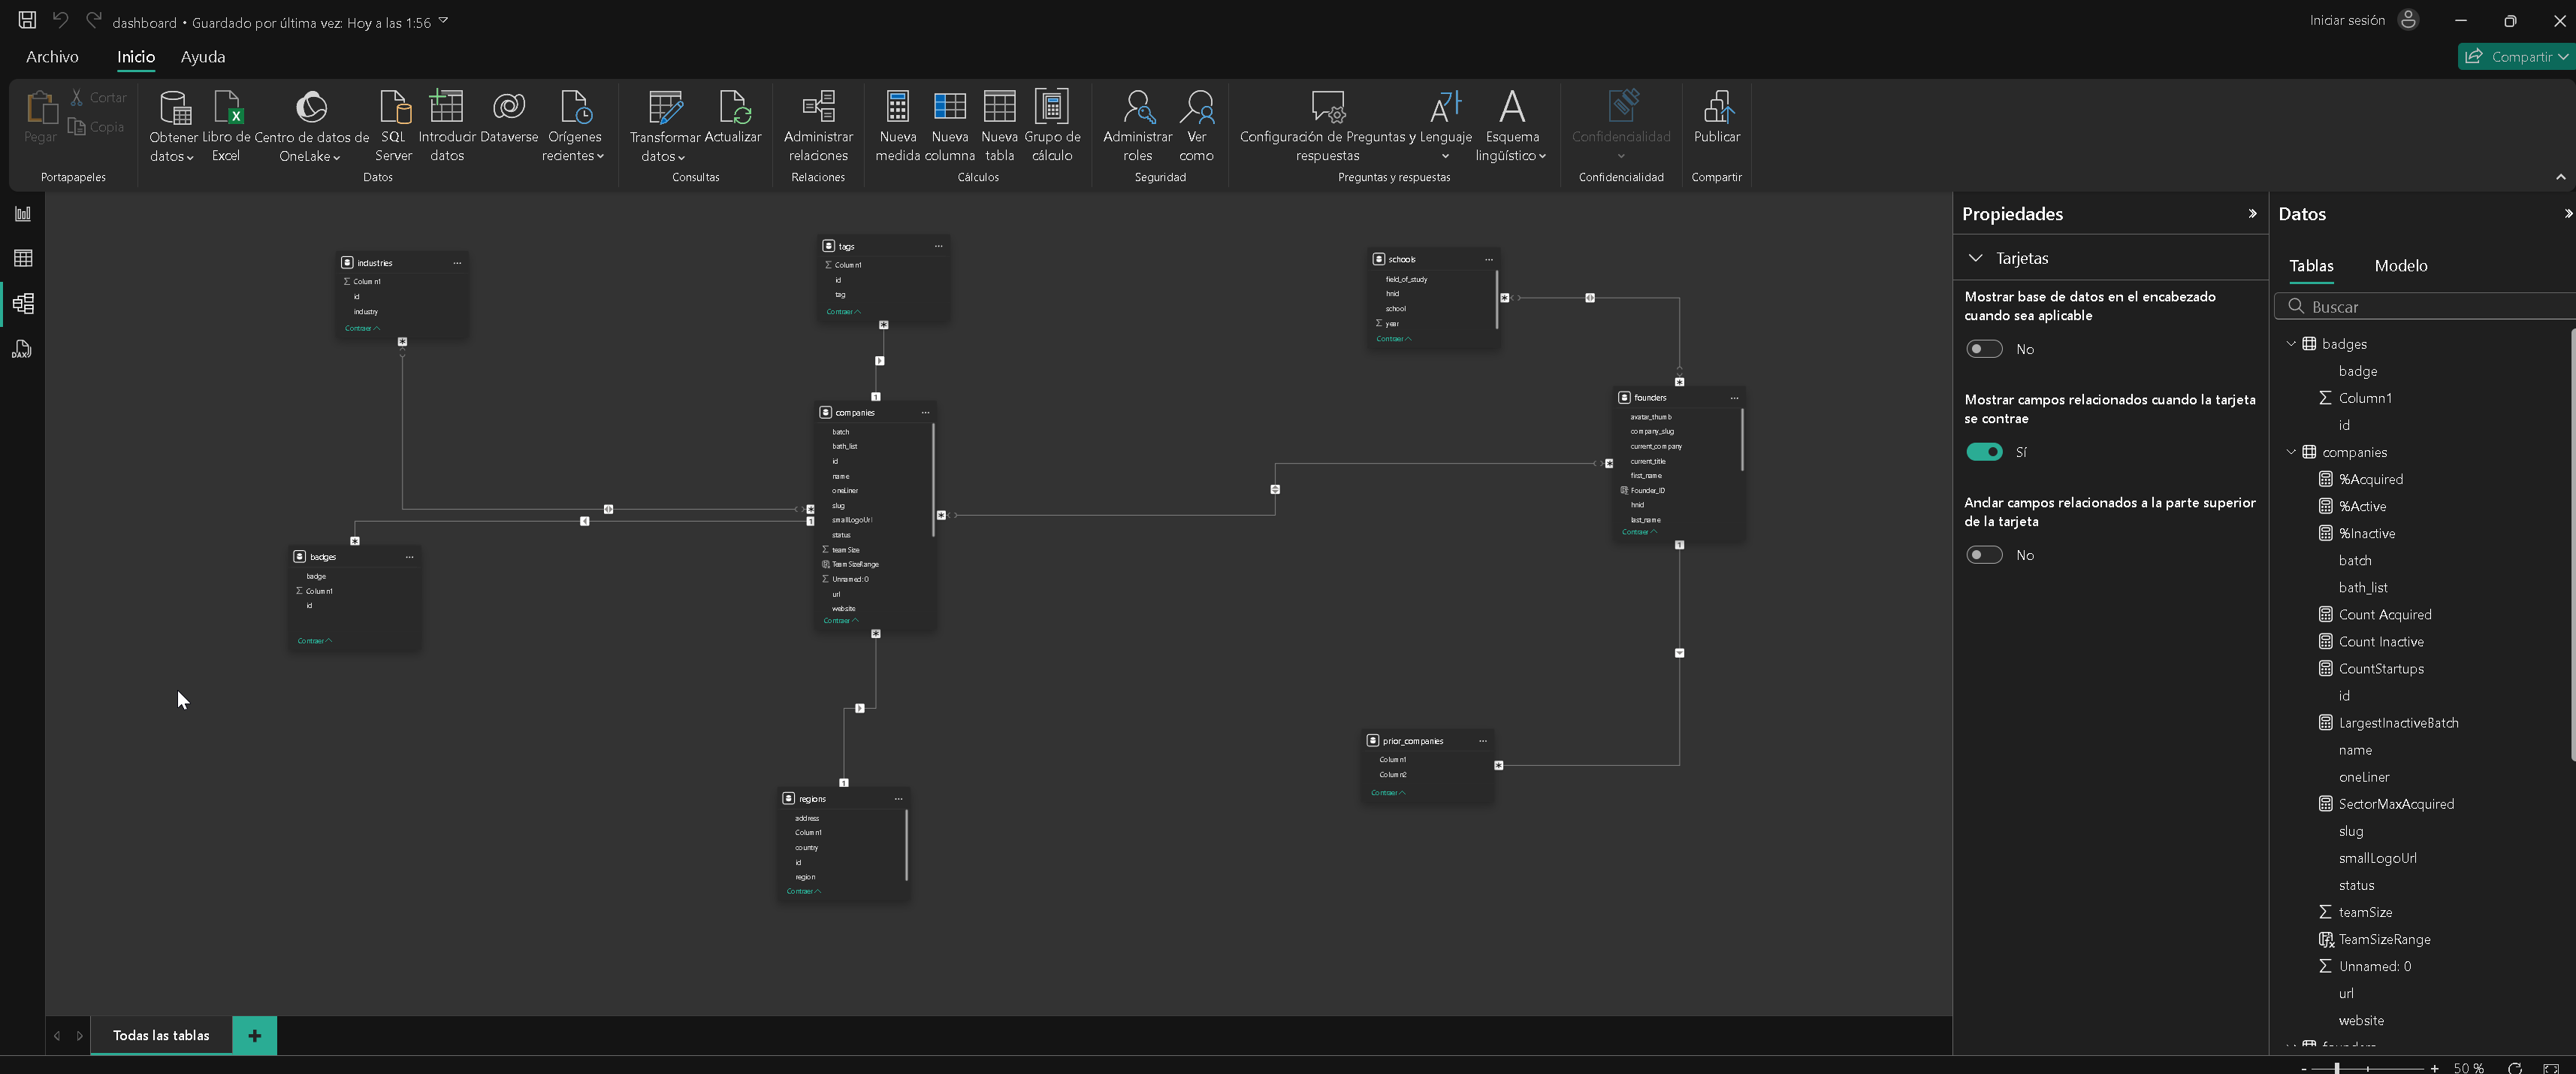 dashboard • Guardado por última vez: Hoy a las 1:56
Iniciar sesión
Archivo
Inicio
Ayuda
Compartir
Pegar
Cortar
Copia
Portapapeles
Obtener datos
Libro de Excel
Centro de datos de OneLake
SQL Server
Introducir datos
Dataverse
Orígenes recientes
Datos
Transformar datos
Actualizar
Consultas
Administrar relaciones
Relaciones
Nueva medida
Nueva columna
Nueva tabla
Grupo de cálculo
Cálculos
Administrar roles
Ver como
Seguridad
Configuración de Preguntas y respuestas
Lenguaje
Esquema lingüístico
Preguntas y respuestas
Confidencialidad
Confidencialidad
Publicar
Compartir
industries
Column1
id
industry
Contraer
tags
Column1
id
tag
Contraer
schools
field_of_study
hnid
school
year
Contraer
companies
batch
bath_list
id
name
oneLiner
slug
smallLogoUrl
status
teamSize
TeamSizeRange
Unnamed: 0
url
website
Contraer
founders
avatar_thumb
company_slug
current_company
current_title
first_name
Founder_ID
hnid
last_name
Contraer
badges
badge
Column1
id
Contraer
prior_companies
Column1
Column2
Contraer
regions
address
Column1
country
id
region
Contraer
Todas las tablas
Propiedades
Tarjetas
Mostrar base de datos en el encabezado
cuando sea aplicable
No
Mostrar campos relacionados cuando la tarjeta
se contrae
Sí
Anclar campos relacionados a la parte superior
de la tarjeta
No
Datos
Tablas
Modelo
Buscar
badges
badge
Column1
id
companies
%Acquired
%Active
%Inactive
batch
bath_list
Count Acquired
Count Inactive
CountStartups
id
LargestInactiveBatch
name
oneLiner
SectorMaxAcquired
slug
smallLogoUrl
status
teamSize
TeamSizeRange
Unnamed: 0
url
website
founders
- + 50 %